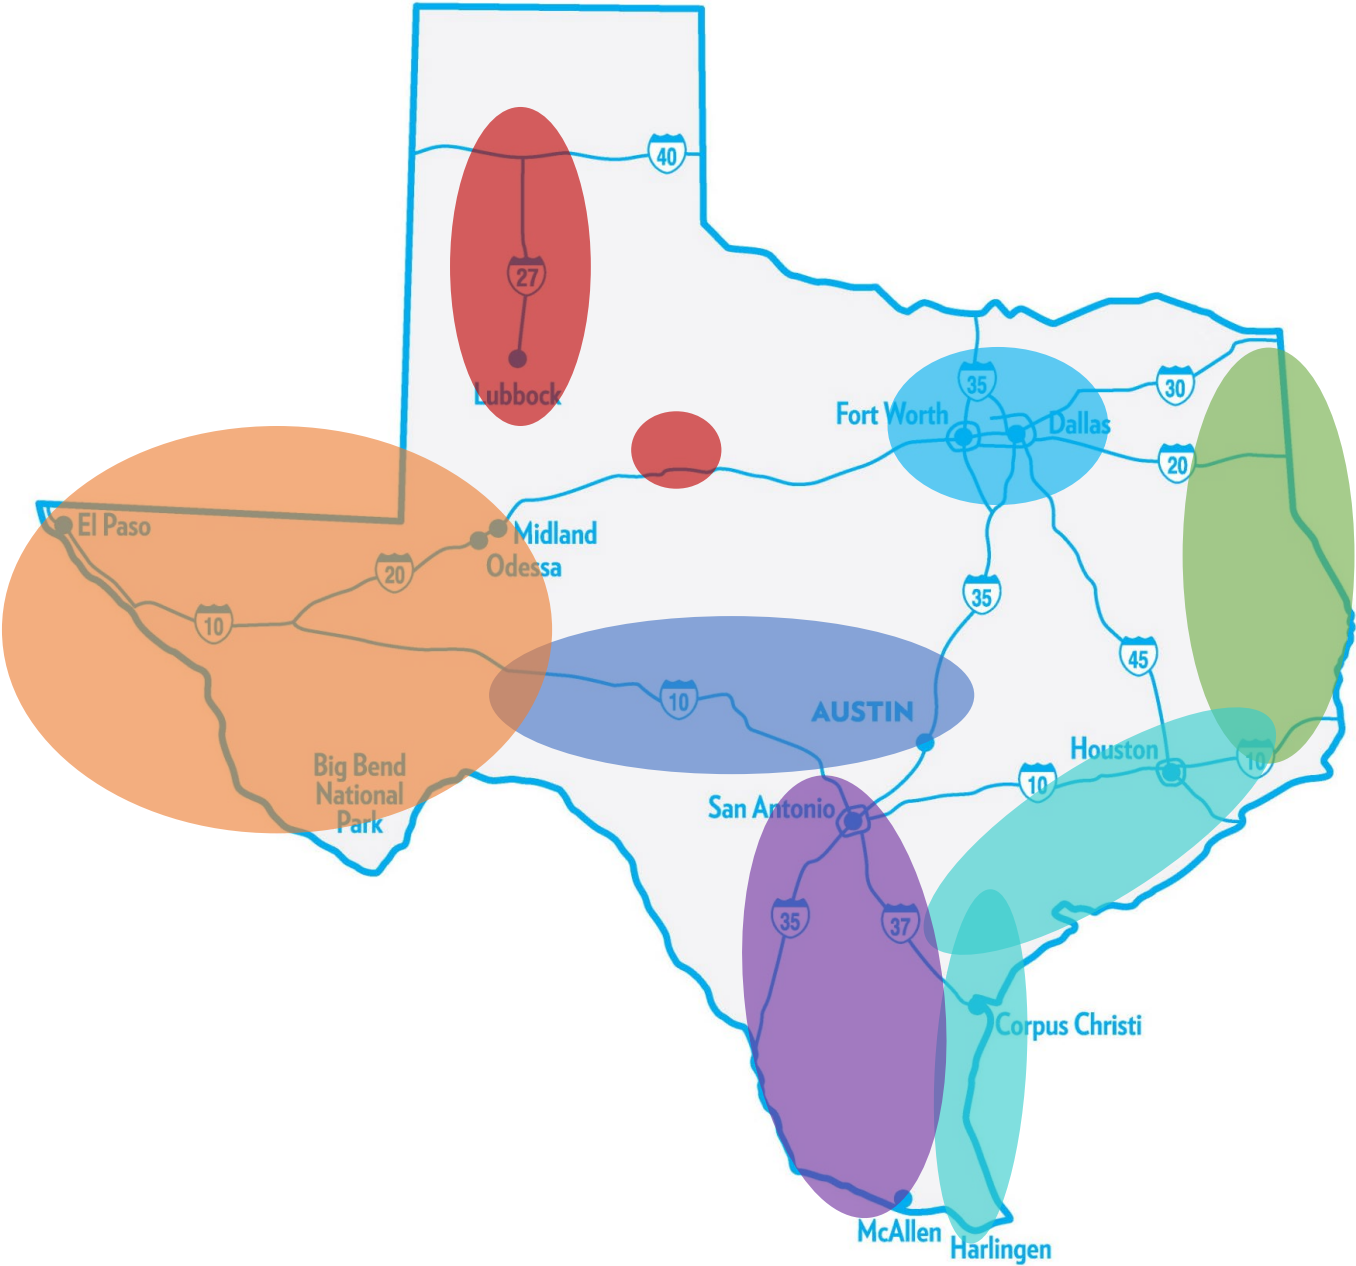 40
27
Lubbock
35
30
Fort Worth
Dallas
20
El Paso
Midland
Odessa
20
10
35
45
10
AUSTIN
Houston
10
10
Big Bend
National
Park
San Antonio
35
37
Corpus Christi
McAllen
Harlingen